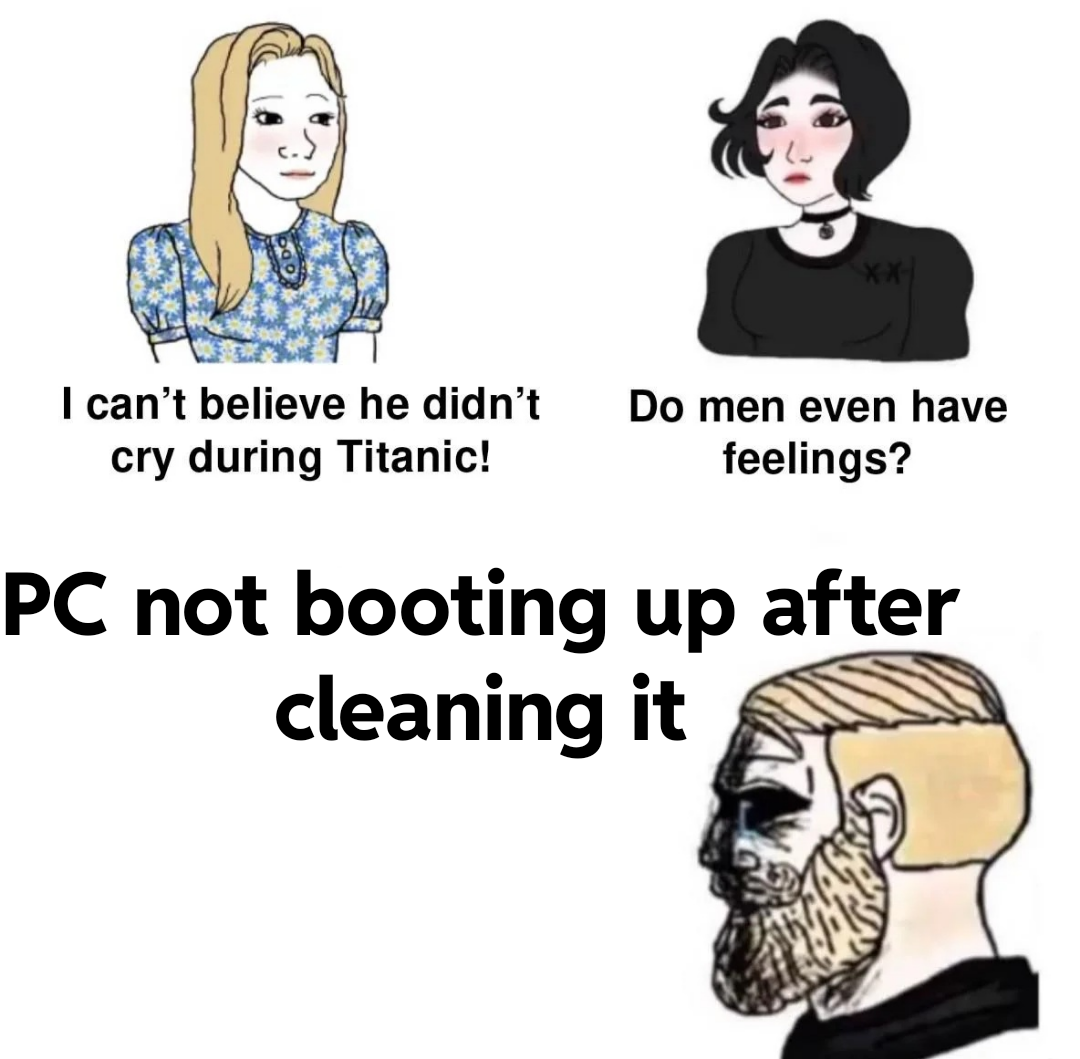 I can't believe he didn't
cry during Titanic!
Do men even have
feelings?
PC not booting up after
cleaning it